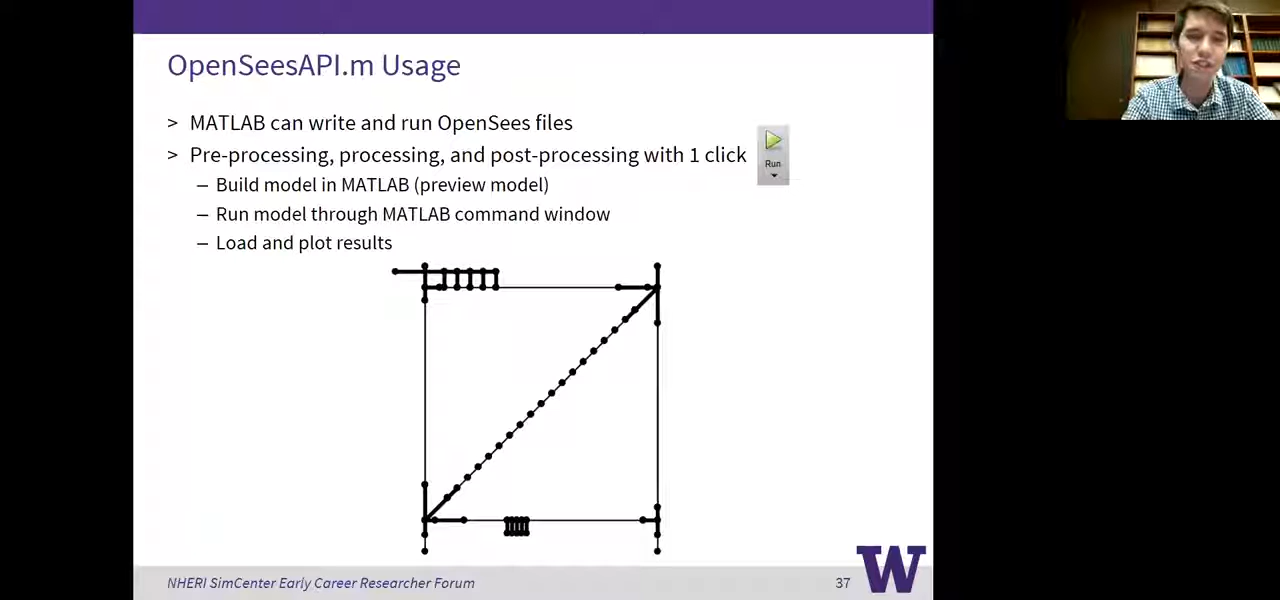 OpenSeesAPI.m Usage
> MATLAB can write and run OpenSees files
> Pre-processing, processing, and post-processing with 1 click
Run
– Build model in MATLAB (preview model)
– Run model through MATLAB command window
– Load and plot results
NHERI SimCenter Early Career Researcher Forum
37
W